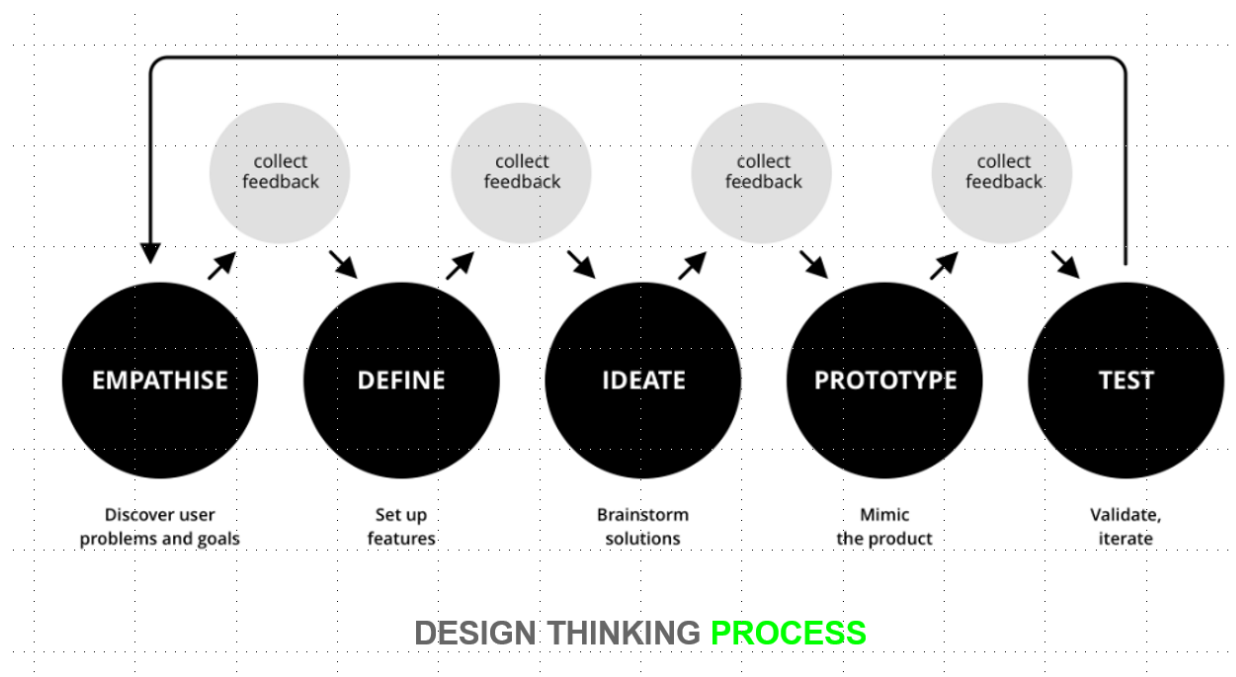 collect
feedback
collect
feedback
collect
feedback
collect
feedback
EMPATHISE
DEFINE
IDEATE
PROTOTYPE
TEST
Discover user
problems and goals
Set up
features
Brainstorm
solutions
Mimic
the product
Validate,
iterate
DESIGN THINKING PROCESS